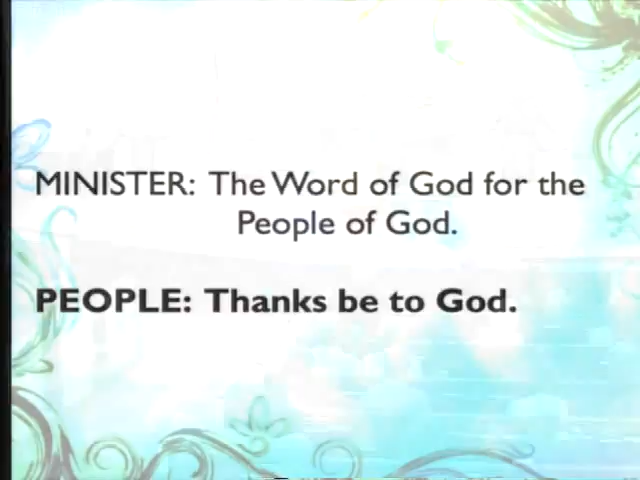 MINISTER: The Word of God for the
People of God.
PEOPLE: Thanks be to God.